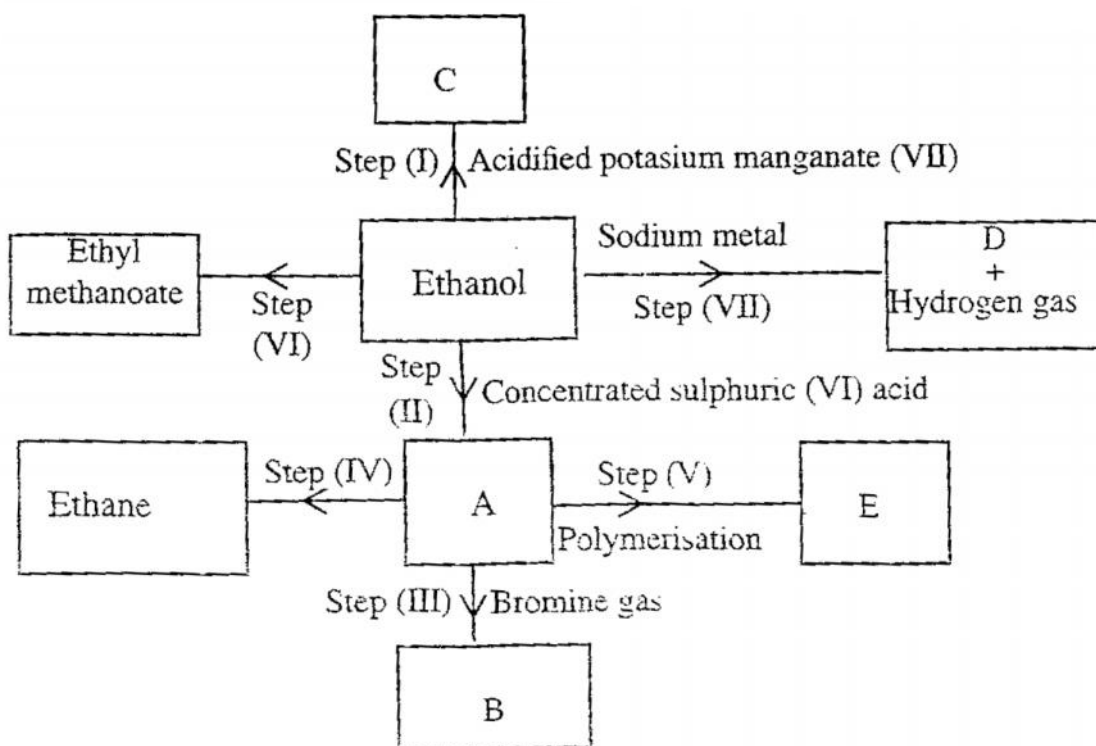 C
Step (I)
Acidified potasium manganate (VII)
Ethyl
methanoate
Step
(VI)
Ethanol
Sodium metal
Step (VII)
D
+
Hydrogen gas
Step
(II)
Concentrated sulphuric (VI) acid
Ethane
Step (IV)
A
Step (V)
Polymerisation
E
Step (III)
Bromine gas
B